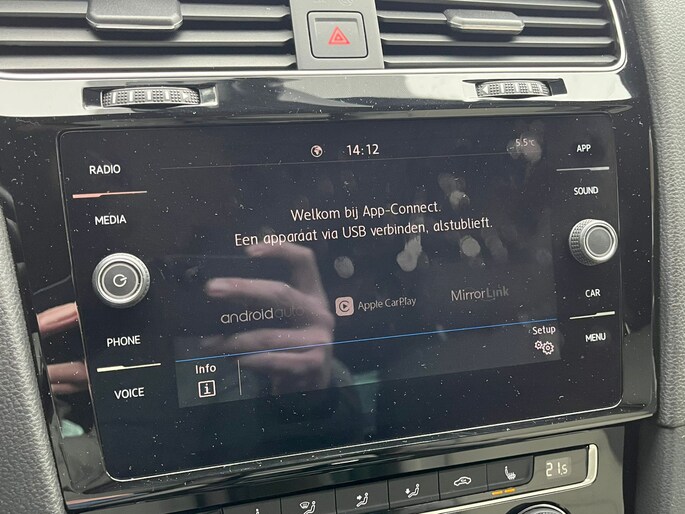 14:12
-5.5°C
RADIO
MEDIA
PHONE
VOICE
APP
SOUND
CAR
MENU
Welkom bij App-Connect.
Een apparaat via USB verbinden, alstublieft.
androidauto
Apple CarPlay
MirrorLink
Info
Setup
21,5